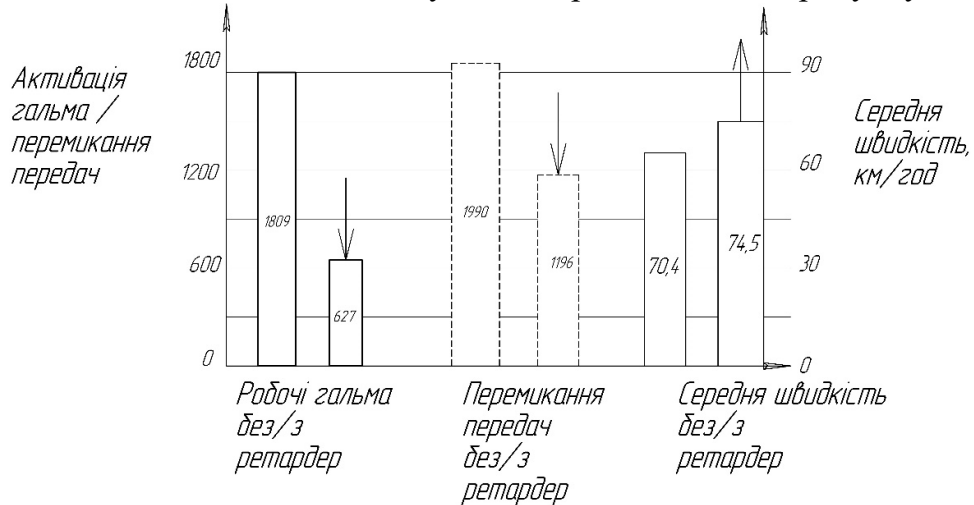 1800
1200
600
0
Активація
гальма /
перемикання
передач
1809
627
1990
1196
70,4
74,5
90
60
30
0
Середня
швидкість,
км/год
Робочі гальма
без/з
ретардер
Перемикання
передач
без/з
ретардер
Середня швидкість
без/з
ретардер